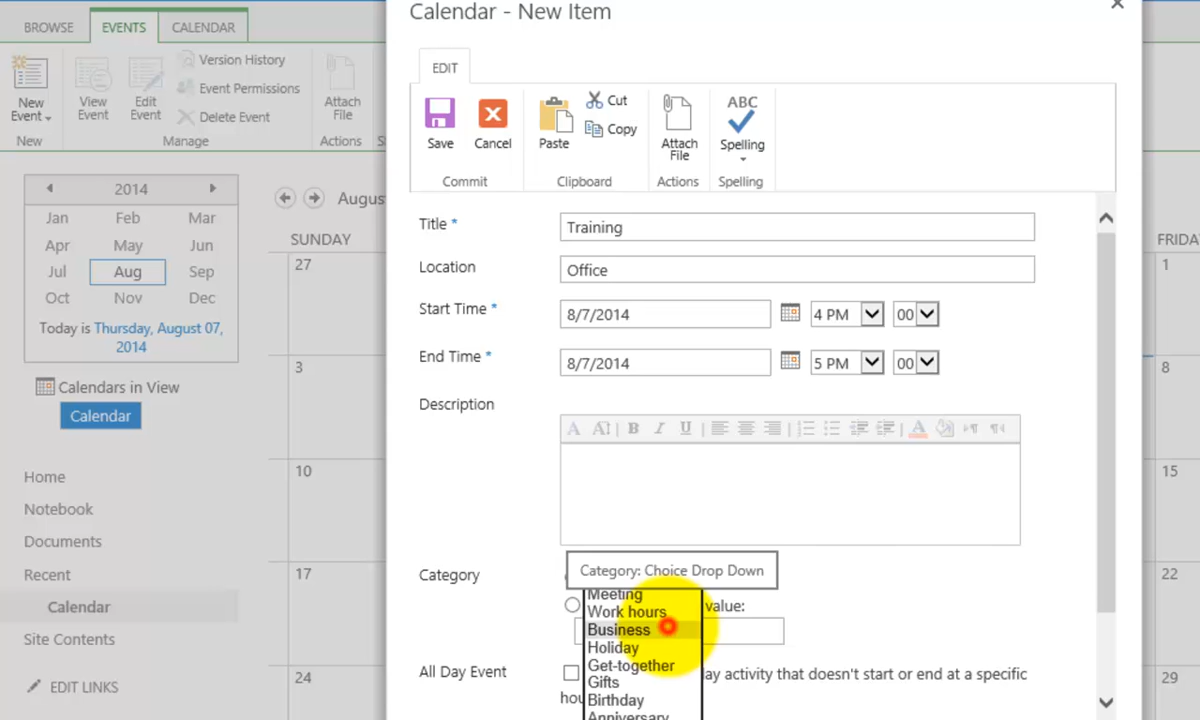 BROWSE EVENTS CALENDAR
Version History
New
Event
View
Event
Edit
Event
Event Permissions
Delete Event
Attach
File
New
Manage
Actions
2014
Jan Feb Mar
Apr May Jun
Jul Aug Sep
Oct Nov Dec
Today is Thursday, August 07,
2014
Calendars in View
Calendar
Home
Notebook
Documents
Recent
Calendar
Site Contents
EDIT LINKS
SUNDAY
27
3
10
17
24
Calendar - New Item
EDIT
Save
Cancel
Commit
Paste
Cut
Copy
Clipboard
Attach
File
Actions
ABC
Spelling
Spelling
Title * Training
Location Office
Start Time * 8/7/2014 4 PM 00
End Time * 8/7/2014 5 PM 00
Description
A B I U A
Category
Category: Choice Drop Down
Meeting
Work hours
Business
Holiday
Get-together
Gifts
Birthday
Anniversary
value:
All Day Event
activity that doesn't start or end at a specific
1
8
15
22
29